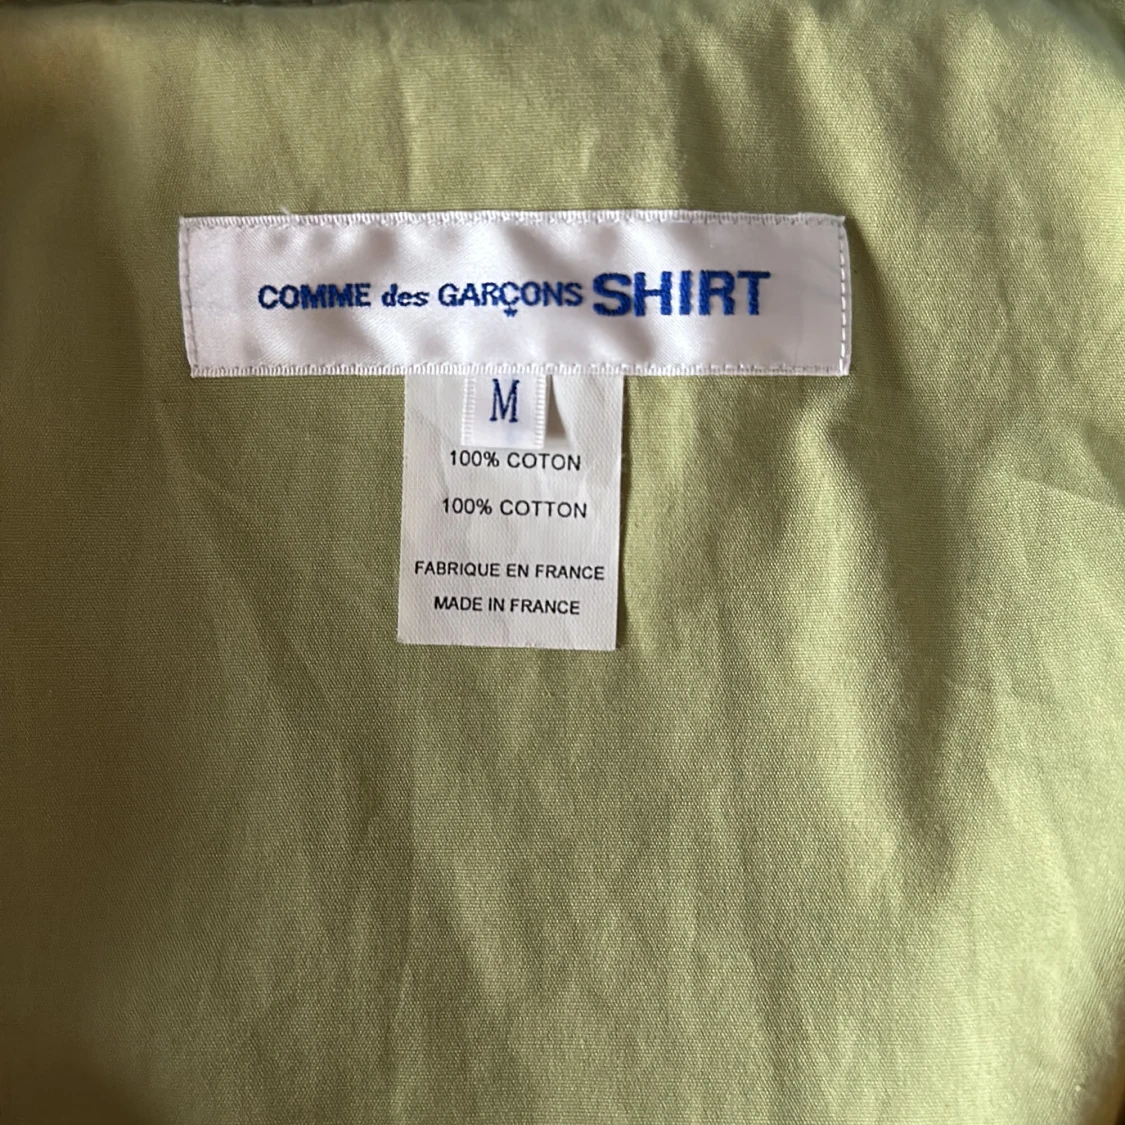 COMME des GARÇONS SHIRT
M
100% COTON
100% COTTON
FABRIQUE EN FRANCE
MADE IN FRANCE